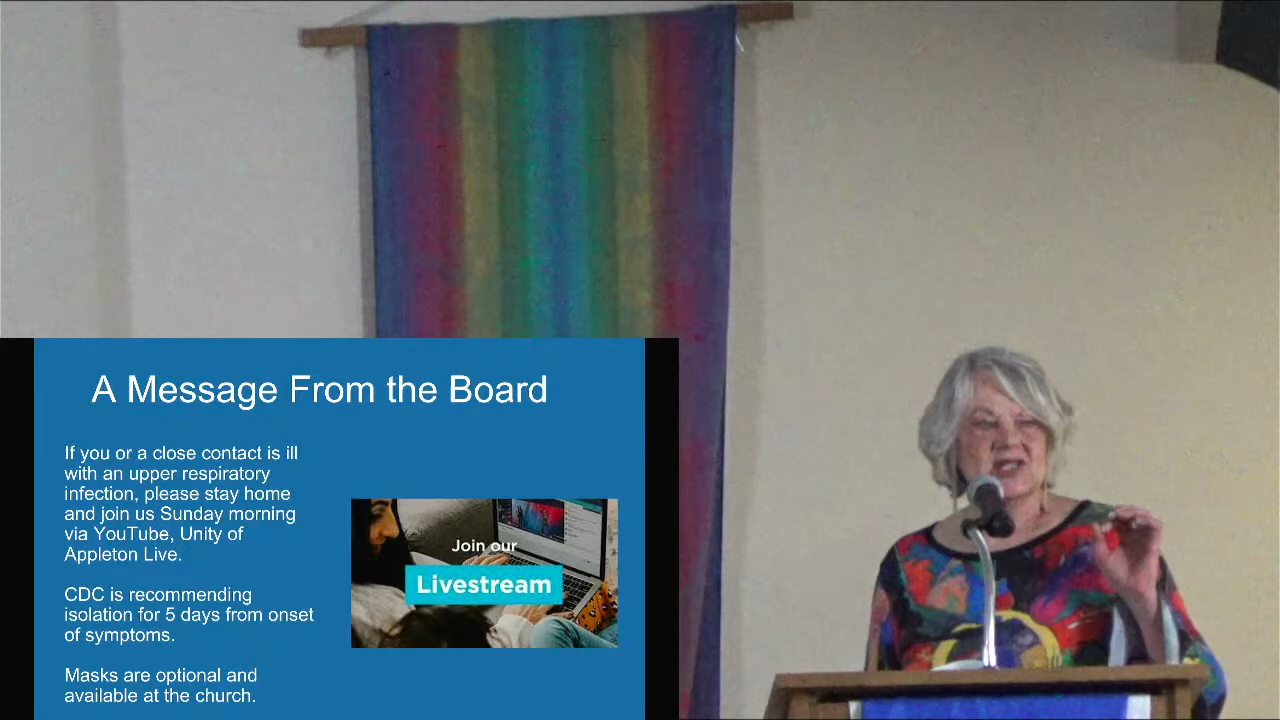 A Message From the Board
If you or a close contact is ill
with an upper respiratory
infection, please stay home
and join us Sunday morning
via YouTube, Unity of
Appleton Live.
CDC is recommending
isolation for 5 days from onset
of symptoms.
Masks are optional and
available at the church.
Join our
Livestream